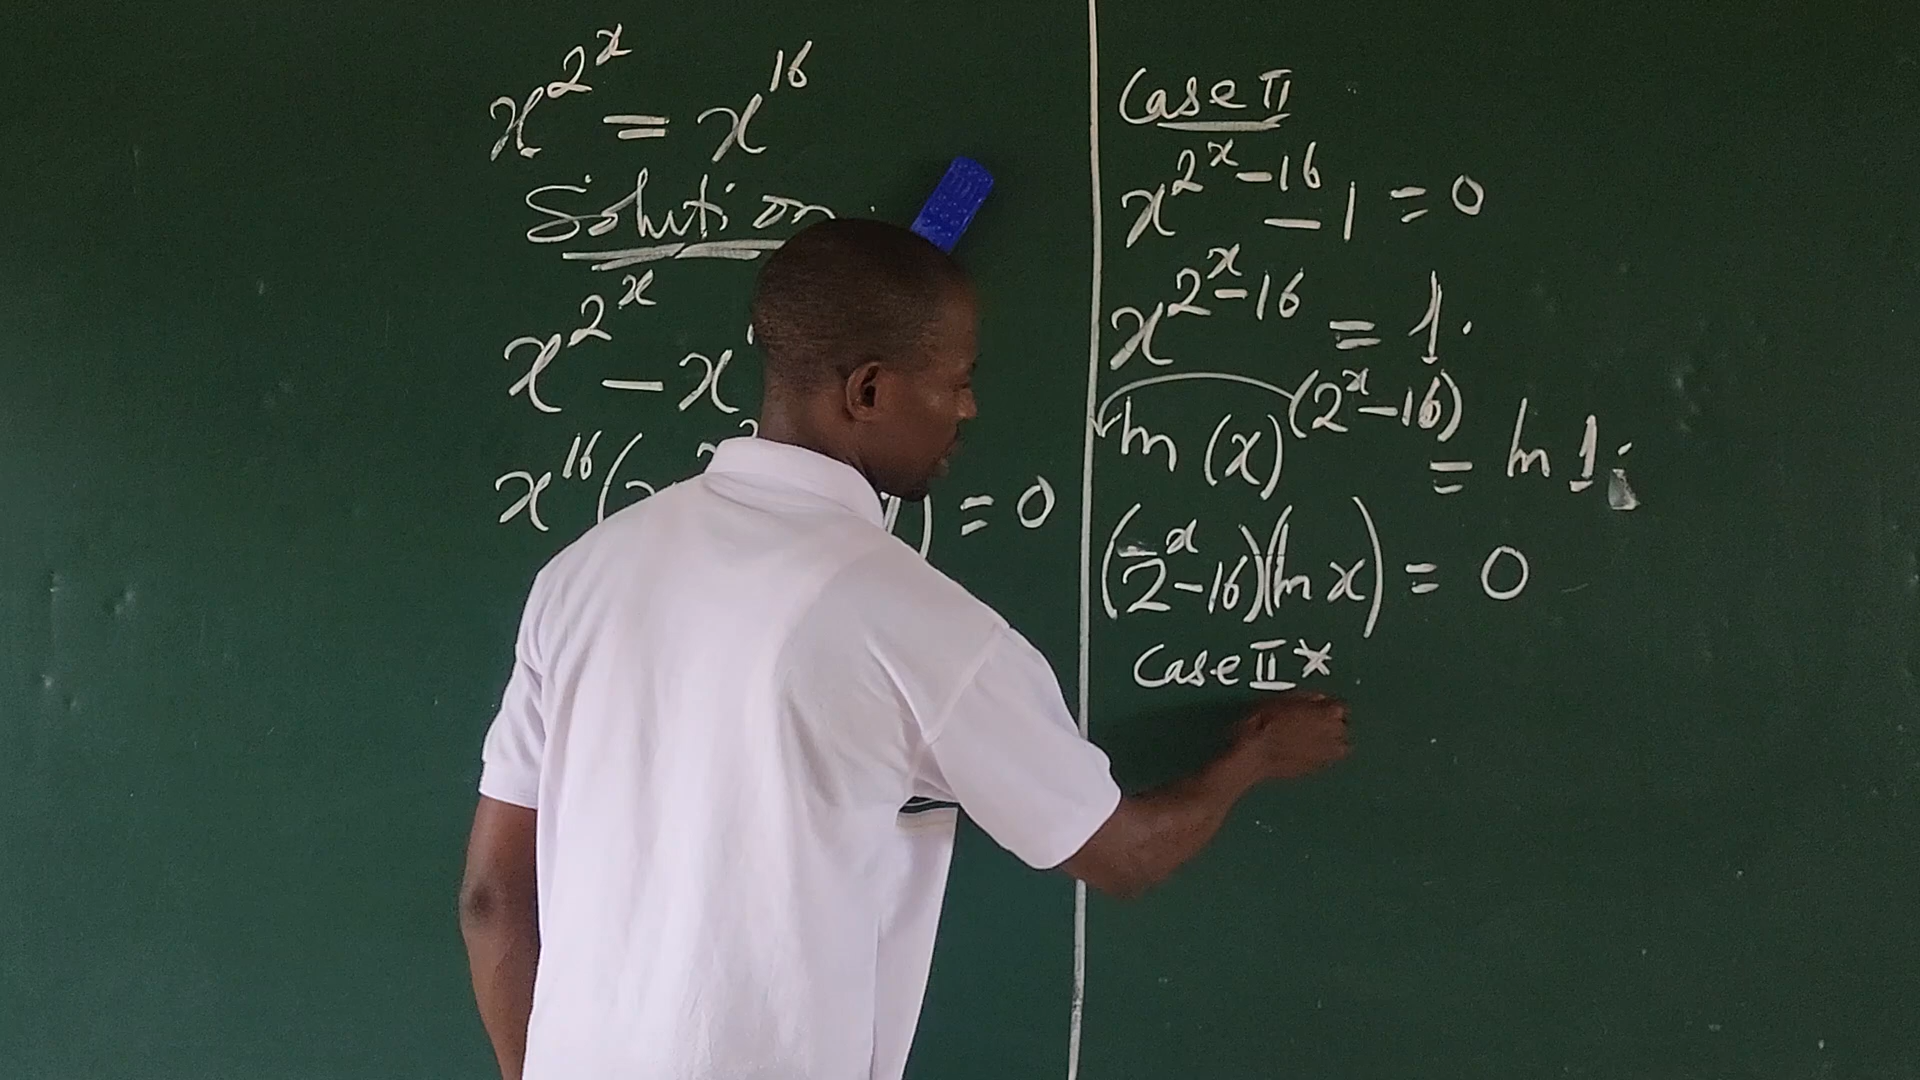 x^{2^x} = x^{16}
Solution
x^{2^x} - x
x^{16}( ) = 0
Case II
x^{2^x-16} - 1 = 0
x^{2^x-16} = 1.
ln (x)^{(2^x-16)} = ln 1.
(2^x-16)(ln x) = 0
Case II*